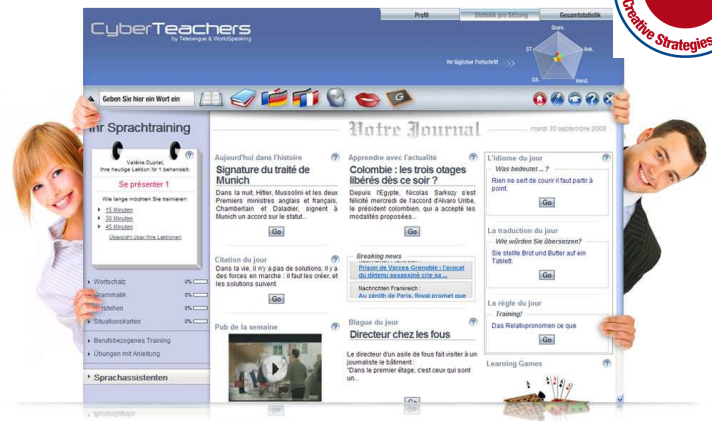 Creative Strategies
CyberTeachers
by Telelangue & WorldSpeaking
Profil
Statistik pro Sitzung
Gesamtstatistik
Gram.
ST
Vok.
Sit.
Verst.
Ihr täglicher Fortschritt
Geben Sie hier ein Wort ein
G
Ihr Sprachtraining
Valérie Duplat,
Ihre heutige Lektion Nr 1 behandelt:
Se présenter 1
Wie lange möchten Sie trainieren:
15 Minuten
30 Minuten
45 Minuten
Übersicht über Ihre Lektionen
Wortschatz 0%
Grammatik 0%
Verstehen 0%
Situationskarten 0%
Berufsbezogenes Training
Übungen mit Anleitung
Sprachassistenten
Votre Journal
mardi 30 septembre 2008
Aujourd'hui dans l'histoire
Signature du traité de
Munich
Dans la nuit, Hitler, Mussolini et les deux
Premiers ministres anglais et français,
Chamberlain et Daladier, signent à
Munich un accord sur le statut...
Go
Citation du jour
Dans la vie, il n'y a pas de solutions. Il y a
des forces en marche : il faut les créer, et
les solutions suivent.
Go
Pub de la semaine
Apprendre avec l'actualité
Colombie : les trois otages
libérés dès ce soir ?
Depuis l'Egypte, Nicolas Sarkozy s'est
félicité mercredi de l'accord d'Alvaro Uribe,
le président colombien, qui a accepté les
modalités proposées...
Go
Breaking news
Nachrichten Frankreich :
Prison de Varces-Grenoble : l'avocat
du détenu assassiné crie sa ...
Nachrichten Frankreich :
Au zénith de Paris, Royal promet que
Blague du jour
Directeur chez les fous
Le directeur d'un asile de fous fait visiter à un
journaliste le bâtiment :
"Dans le premier étage, c'est ceux qui sont
un...
Go
L'idiome du jour
Was bedeutet ... ?
Rien ne sert de courir il faut partir à
point.
Go
La traduction du jour
Wie würden Sie übersetzen?
Sie stellte Brot und Butter auf ein
Tablett.
Go
La règle du jour
Training!
Das Relativpronomen ce que
Go
Learning Games